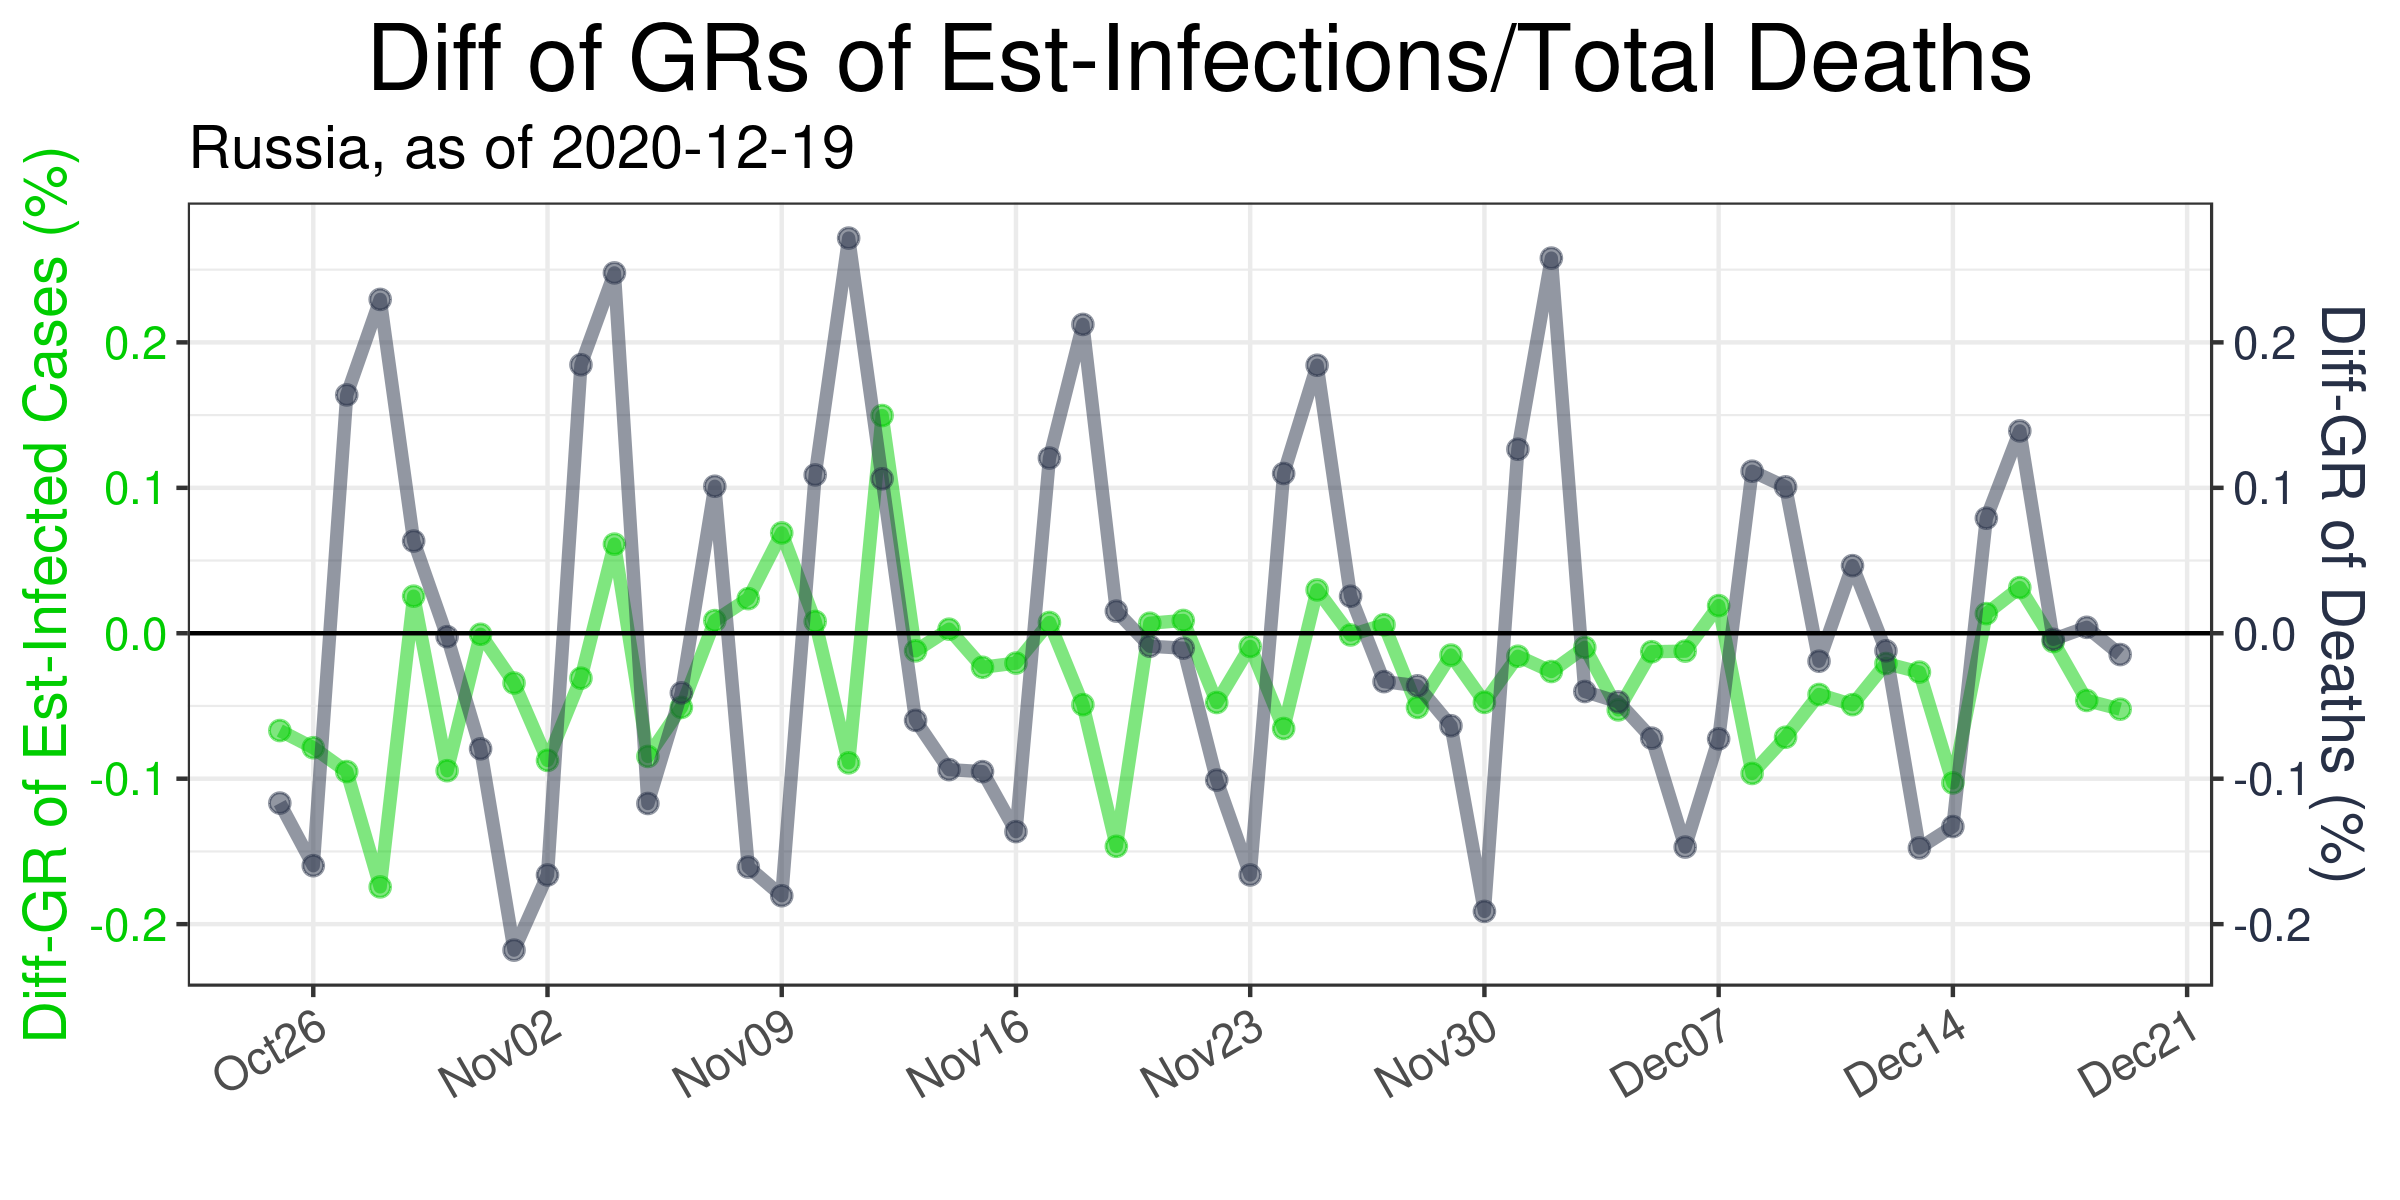 Diff of GRs of Est-Infections/Total Deaths
Russia, as of 2020-12-19
Diff-GR of Est-Infected Cases (%)
0.2
0.1
0.0
-0.1
-0.2
0.2
0.1
0.0
-0.1
-0.2
Diff-GR of Deaths (%)
Oct26
Nov02
Nov09
Nov16
Nov23
Nov30
Dec07
Dec14
Dec21